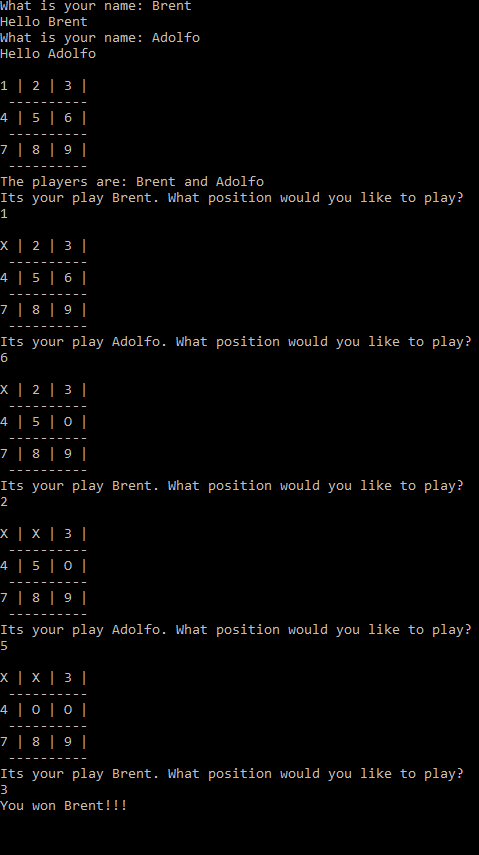 What is your name: Brent
Hello Brent
What is your name: Adolfo
Hello Adolfo
1 | 2 | 3 |
 ----------
4 | 5 | 6 |
 ----------
7 | 8 | 9 |
 ----------
The players are: Brent and Adolfo
Its your play Brent. What position would you like to play?
1
X | 2 | 3 |
 ----------
4 | 5 | 6 |
 ----------
7 | 8 | 9 |
 ----------
Its your play Adolfo. What position would you like to play?
6
X | 2 | 3 |
 ----------
4 | 5 | O |
 ----------
7 | 8 | 9 |
 ----------
Its your play Brent. What position would you like to play?
2
X | X | 3 |
 ----------
4 | 5 | O |
 ----------
7 | 8 | 9 |
 ----------
Its your play Adolfo. What position would you like to play?
5
X | X | 3 |
 ----------
4 | O | O |
 ----------
7 | 8 | 9 |
 ----------
Its your play Brent. What position would you like to play?
3
You won Brent!!!